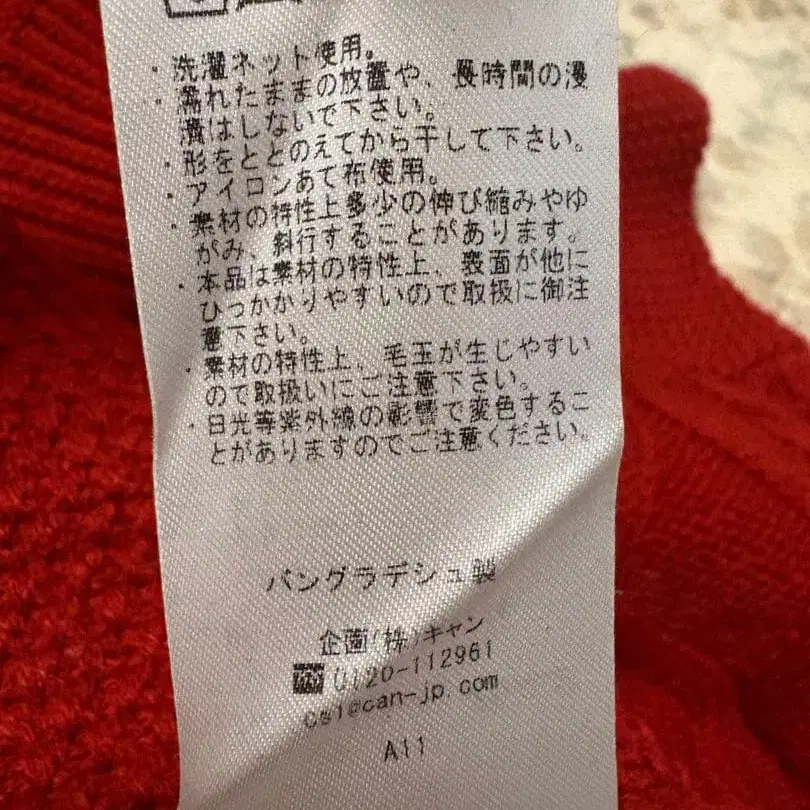 ・洗濯ネット使用。
・濡れたままの放置や、長時間の浸
漬はしないで下さい。
・形をととのえてから干して下さい。
・アイロンあて布使用。
・素材の特性上多少の伸び縮みやゆ
がみ、斜行することがあります。
・本品は素材の特性上、表面が他に
ひっかかりやすいので取扱に御注
意下さい。
・素材の特性上、毛玉が生じやすい
ので取扱いにご注意下さい。
・日光等紫外線の影響で変色するこ
とがありますのでご注意ください。
バングラデシュ製
企画(株)キャン
0120-112961
cs1@can-jp.com
A11